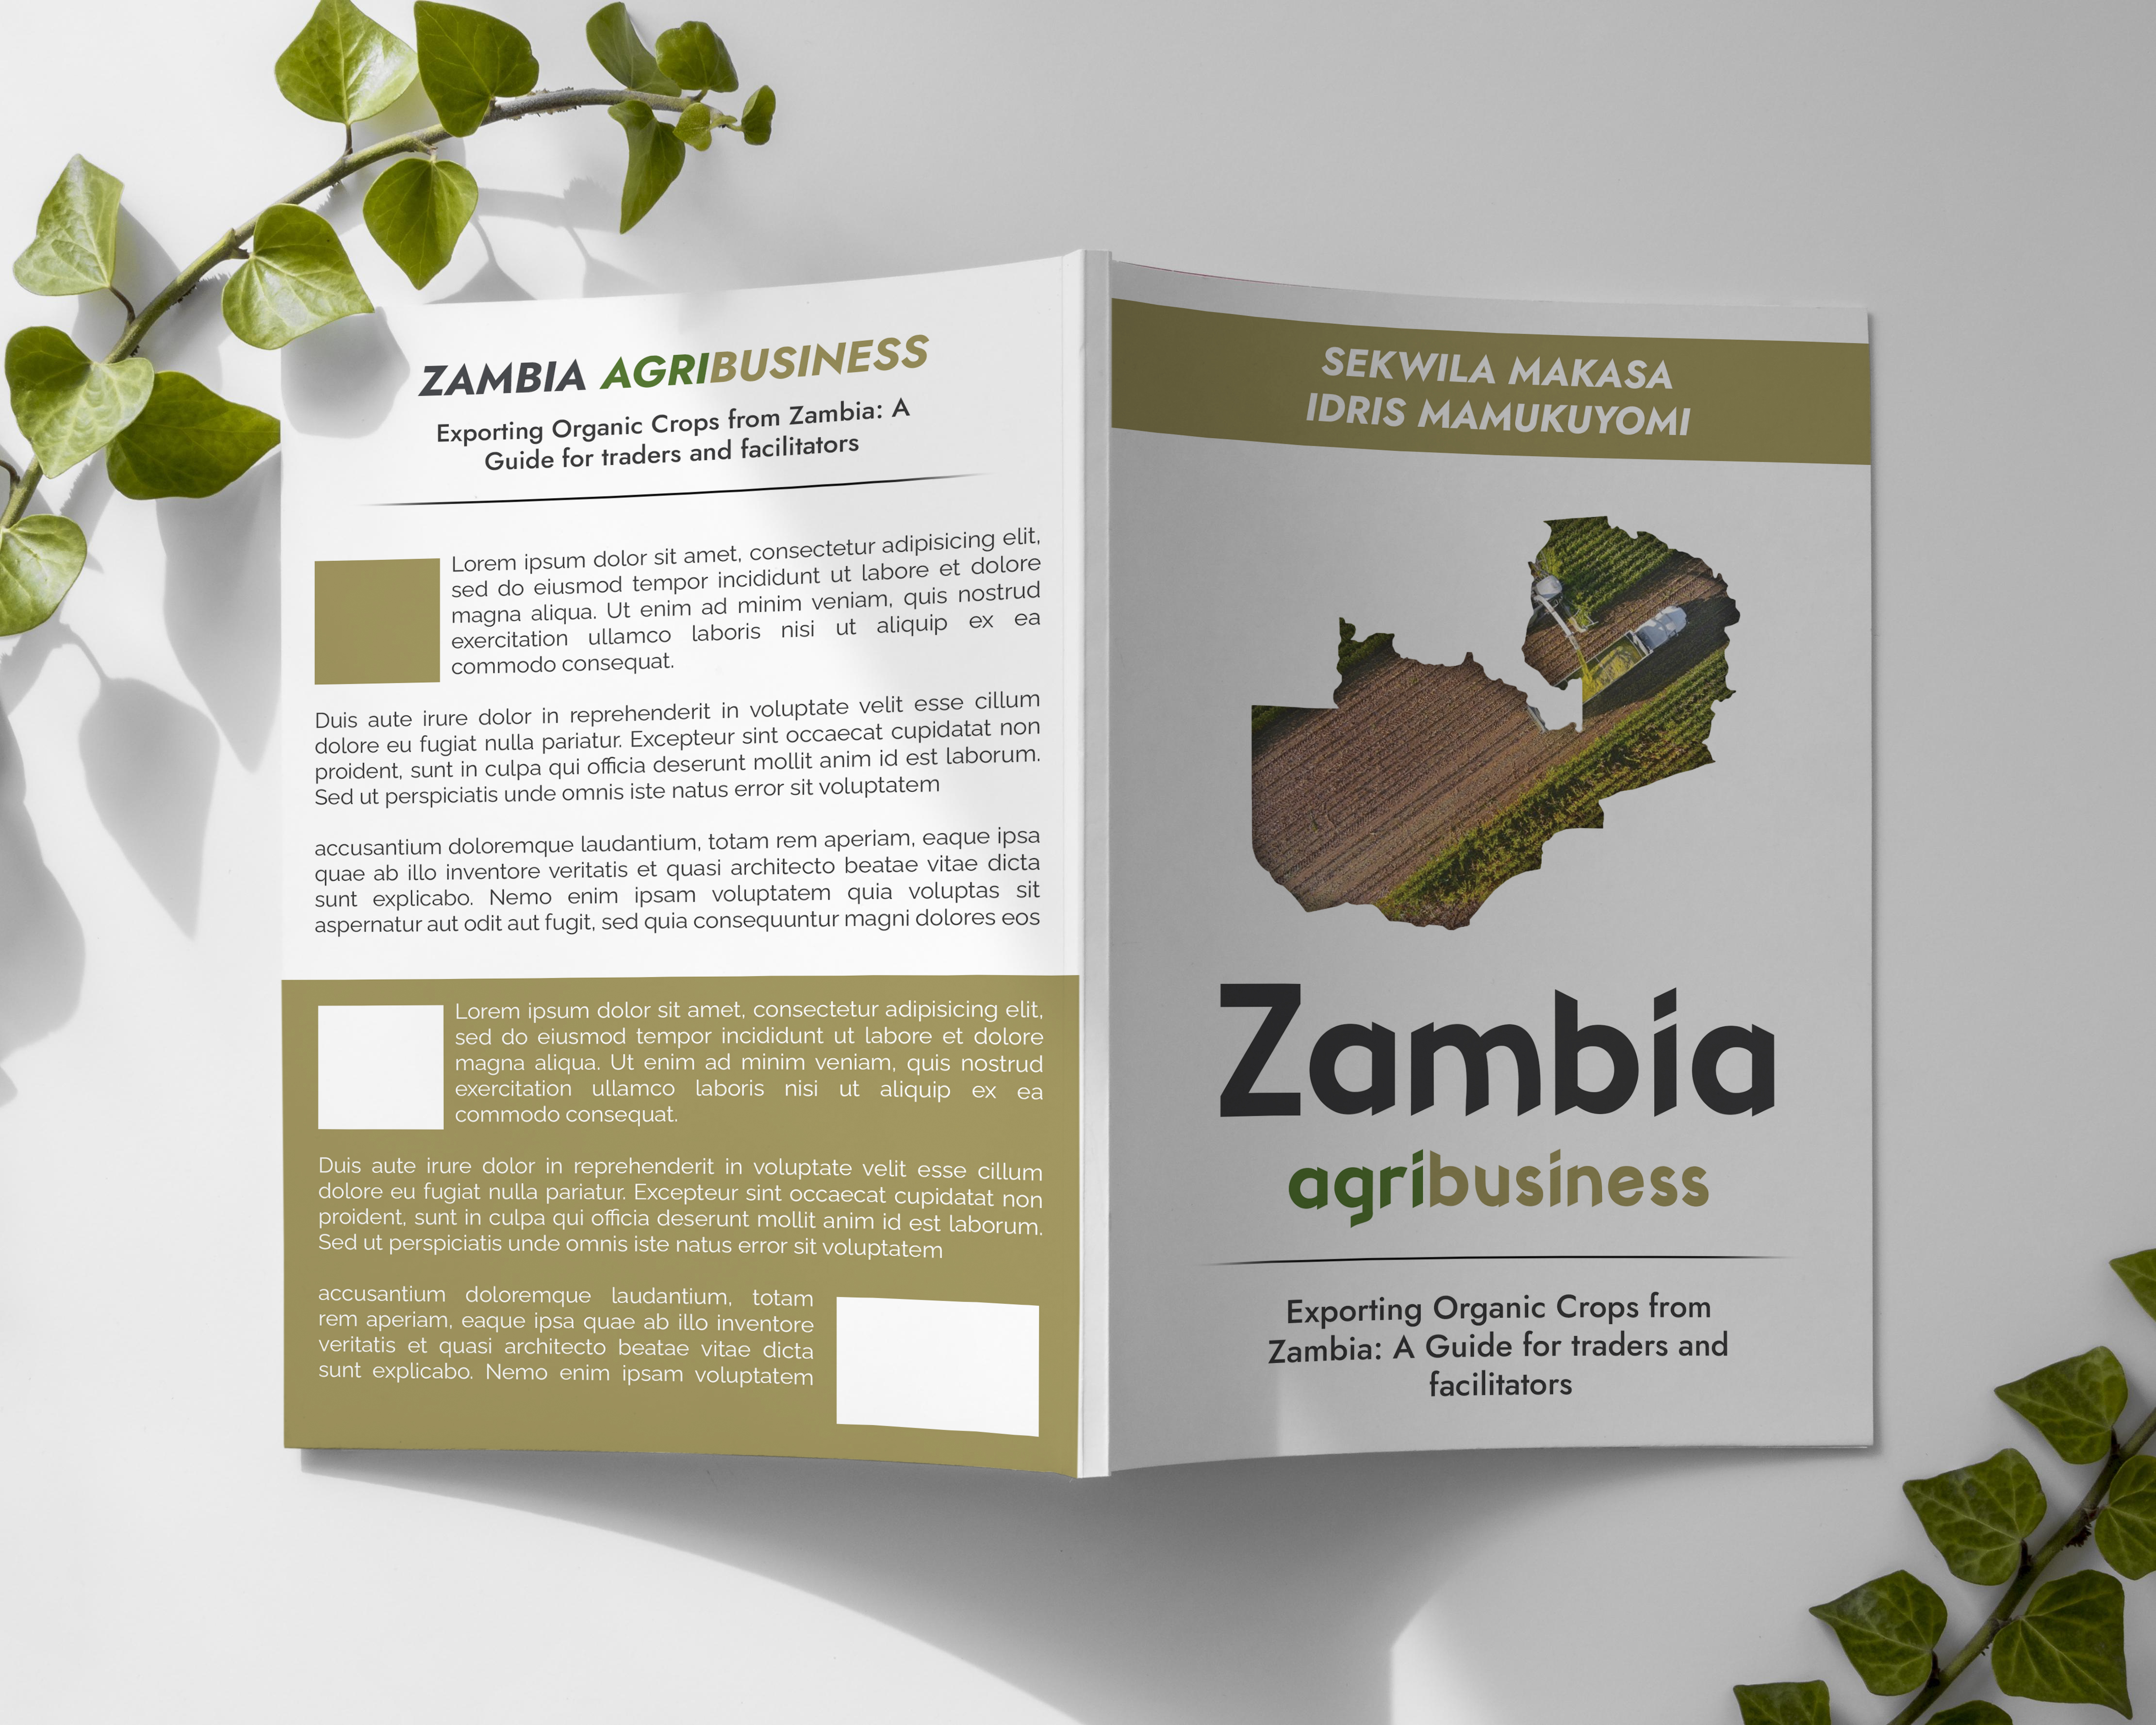 ZAMBIA AGRIBUSINESS
Exporting Organic Crops from Zambia: A
Guide for traders and facilitators
Lorem ipsum dolor sit amet, consectetur adipisicing elit,
sed do eiusmod tempor incididunt ut labore et dolore
magna aliqua. Ut enim ad minim veniam, quis nostrud
exercitation ullamco laboris nisi ut aliquip ex ea
commodo consequat.
Duis aute irure dolor in reprehenderit in voluptate velit esse cillum
dolore eu fugiat nulla pariatur. Excepteur sint occaecat cupidatat non
proident, sunt in culpa qui officia deserunt mollit anim id est laborum.
Sed ut perspiciatis unde omnis iste natus error sit voluptatem
accusantium doloremque laudantium, totam rem aperiam, eaque ipsa
quae ab illo inventore veritatis et quasi architecto beatae vitae dicta
sunt explicabo. Nemo enim ipsam voluptatem quia voluptas sit
aspernatur aut odit aut fugit, sed quia consequuntur magni dolores eos
Lorem ipsum dolor sit amet, consectetur adipisicing elit,
sed do eiusmod tempor incididunt ut labore et dolore
magna aliqua. Ut enim ad minim veniam, quis nostrud
exercitation ullamco laboris nisi ut aliquip ex ea
commodo consequat.
Duis aute irure dolor in reprehenderit in voluptate velit esse cillum
dolore eu fugiat nulla pariatur. Excepteur sint occaecat cupidatat non
proident, sunt in culpa qui officia deserunt mollit anim id est laborum.
Sed ut perspiciatis unde omnis iste natus error sit voluptatem
accusantium doloremque laudantium, totam
rem aperiam, eaque ipsa quae ab illo inventore
veritatis et quasi architecto beatae vitae dicta
sunt explicabo. Nemo enim ipsam voluptatem
SEKWILA MAKASA
IDRIS MAMUKUYOMI
Zambia
agribusiness
Exporting Organic Crops from
Zambia: A Guide for traders and
facilitators